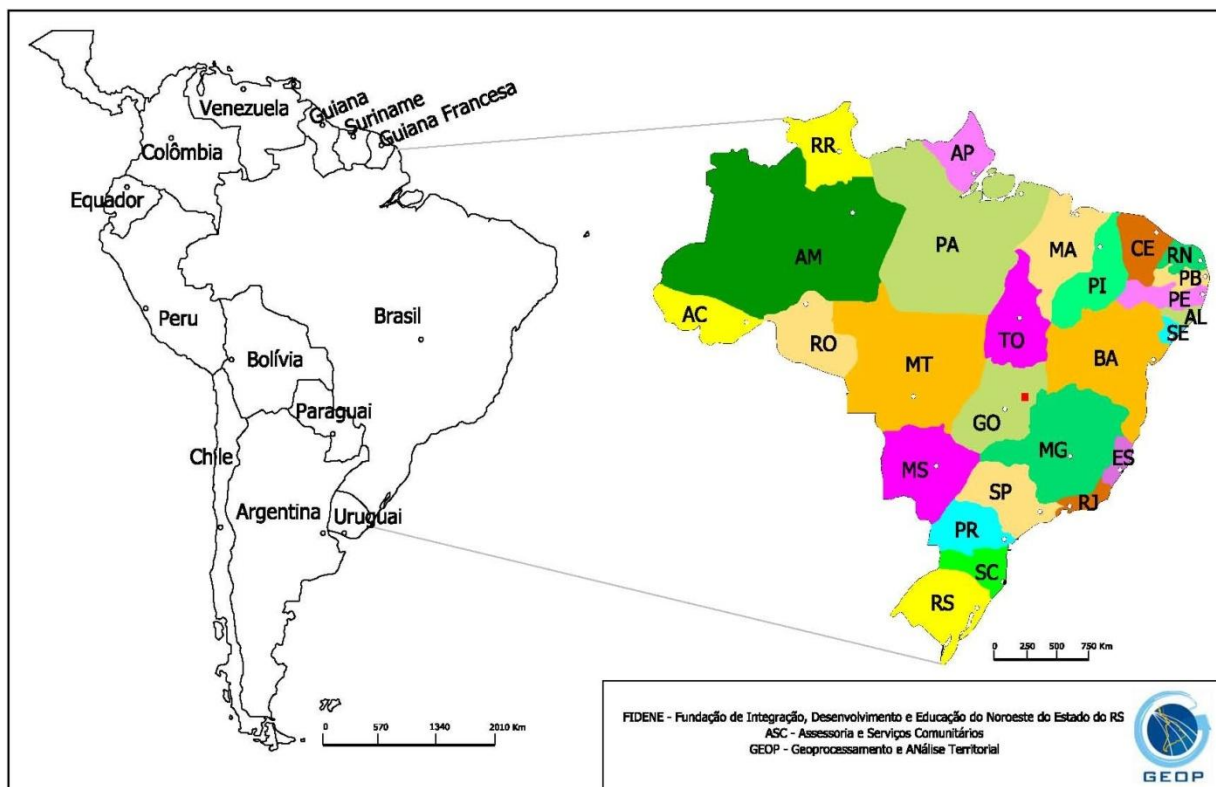 Venezuela
Guiana
Suriname
Guiana Francesa
Colômbia
Equador
Peru
Brasil
Bolívia
Paraguai
Chile
Argentina
Uruguai
0 570 1340 2010 Km
RR
AP
AM
PA
MA
CE
RN
PB
PE
AL
SE
PI
AC
RO
TO
BA
MT
GO
MG
ES
MS
SP
RJ
PR
SC
RS
0 250 500 750 Km
FIDENE - Fundação de Integração, Desenvolvimento e Educação do Noroeste do Estado do RS
ASC - Assessoria e Serviços Comunitários
GEOP - Geoprocessamento e ANálise Territorial
GEOP